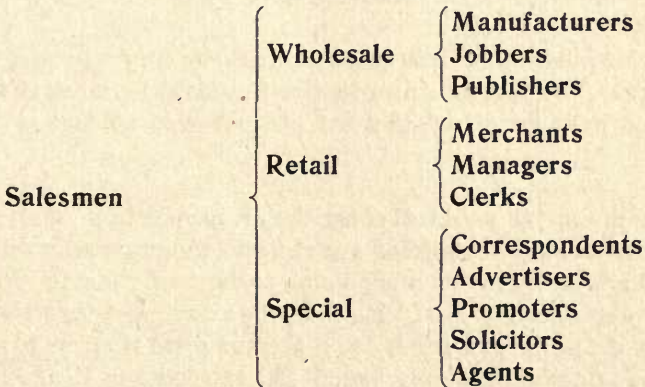 Salesmen
Wholesale
Manufacturers
Jobbers
Publishers
Retail
Merchants
Managers
Clerks
Special
Correspondents
Advertisers
Promoters
Solicitors
Agents